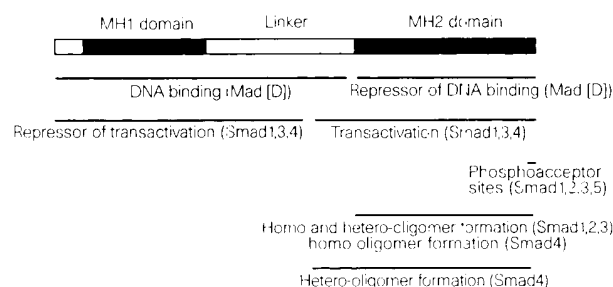 MH1 domain Linker MH2 domain
DNA binding (Mad [D]) Repressor of DNA binding (Mad [D])
Repressor of transactivation (Smad1,3,4) Transactivation (Smad1,3,4)
Phosphoacceptor
sites (Smad1,2,3,5)
Homo and hetero-oligomer formation (Smad1,2,3)
homo oligomer formation (Smad4)
Hetero-oligomer formation (Smad4)